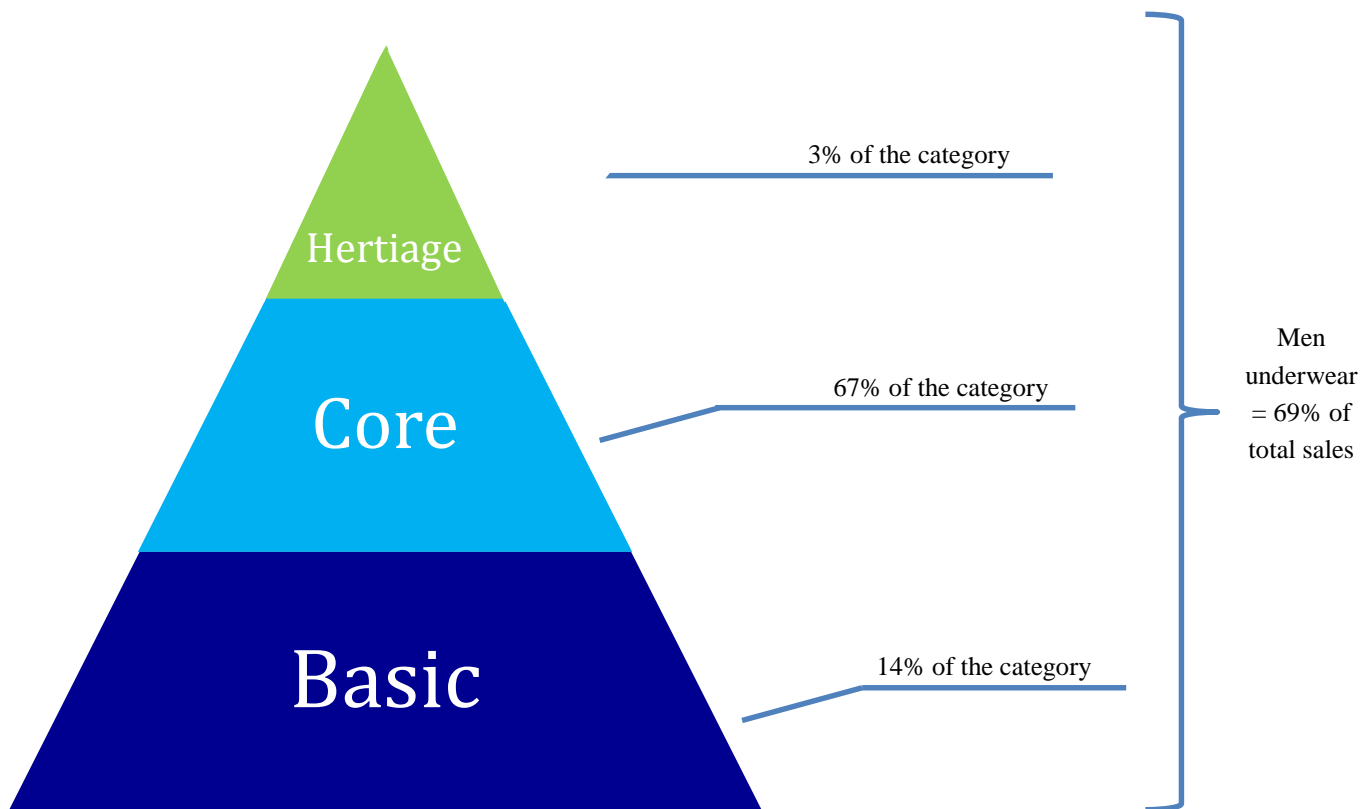 3% of the category
Hertiage
Core
67% of the category
Men
underwear
= 69% of
total sales
Basic
14% of the category